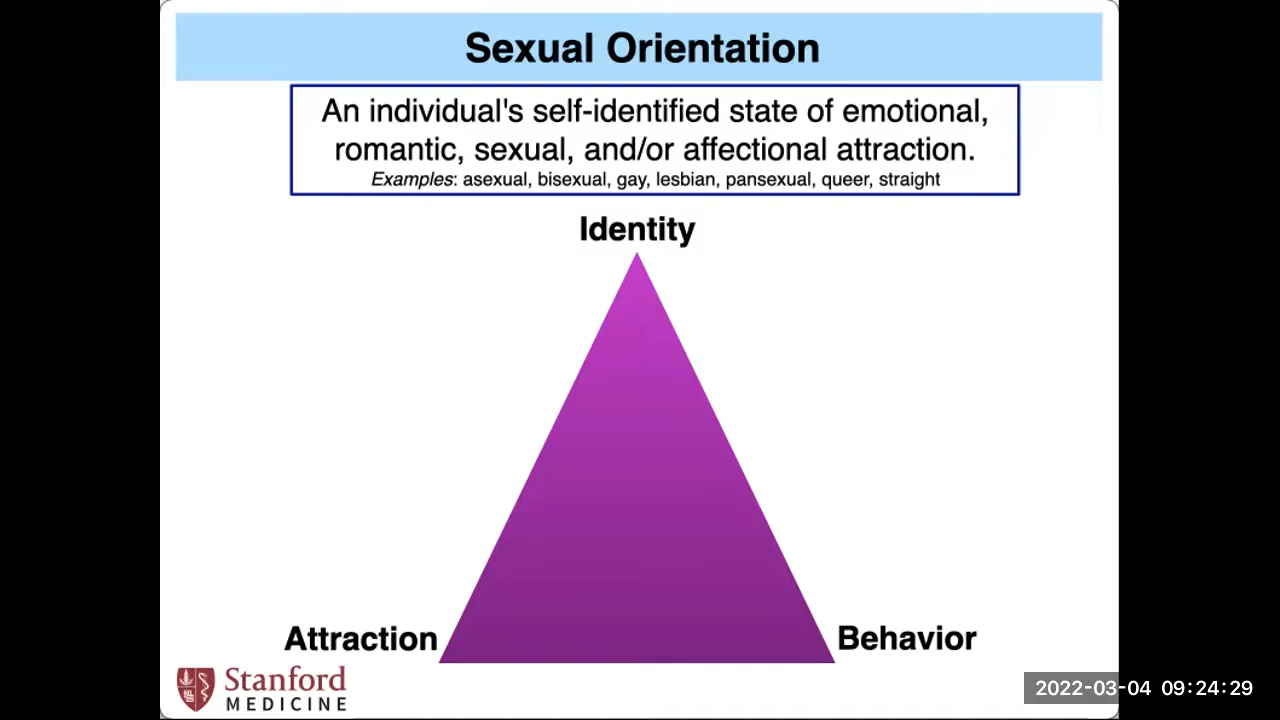 Sexual Orientation
An individual's self-identified state of emotional,
romantic, sexual, and/or affectional attraction.
Examples: asexual, bisexual, gay, lesbian, pansexual, queer, straight
Identity
Attraction
Behavior
Stanford
MEDICINE
2022-03-04 09:24:29